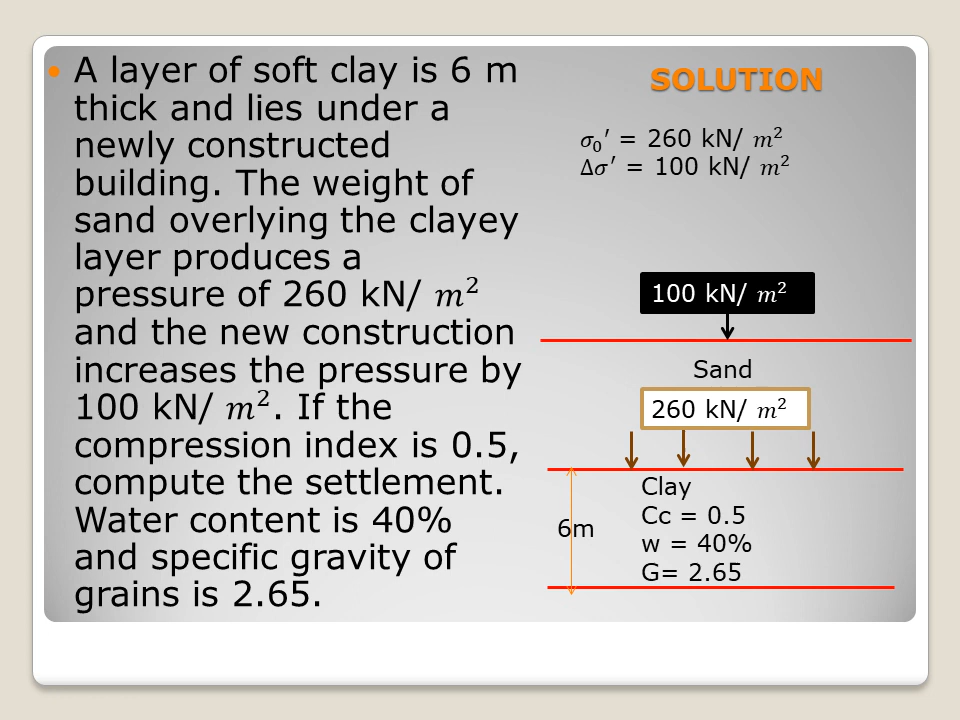 A layer of soft clay is 6 m
thick and lies under a
newly constructed
building. The weight of
sand overlying the clayey
layer produces a
pressure of 260 kN/ 𝑚²
and the new construction
increases the pressure by
100 kN/ 𝑚². If the
compression index is 0.5,
compute the settlement.
Water content is 40%
and specific gravity of
grains is 2.65.
SOLUTION
𝜎₀′ = 260 kN/ 𝑚²
∆𝜎′ = 100 kN/ 𝑚²
100 kN/ 𝑚²
Sand
260 kN/ 𝑚²
Clay
Cc = 0.5
6m
w = 40%
G= 2.65